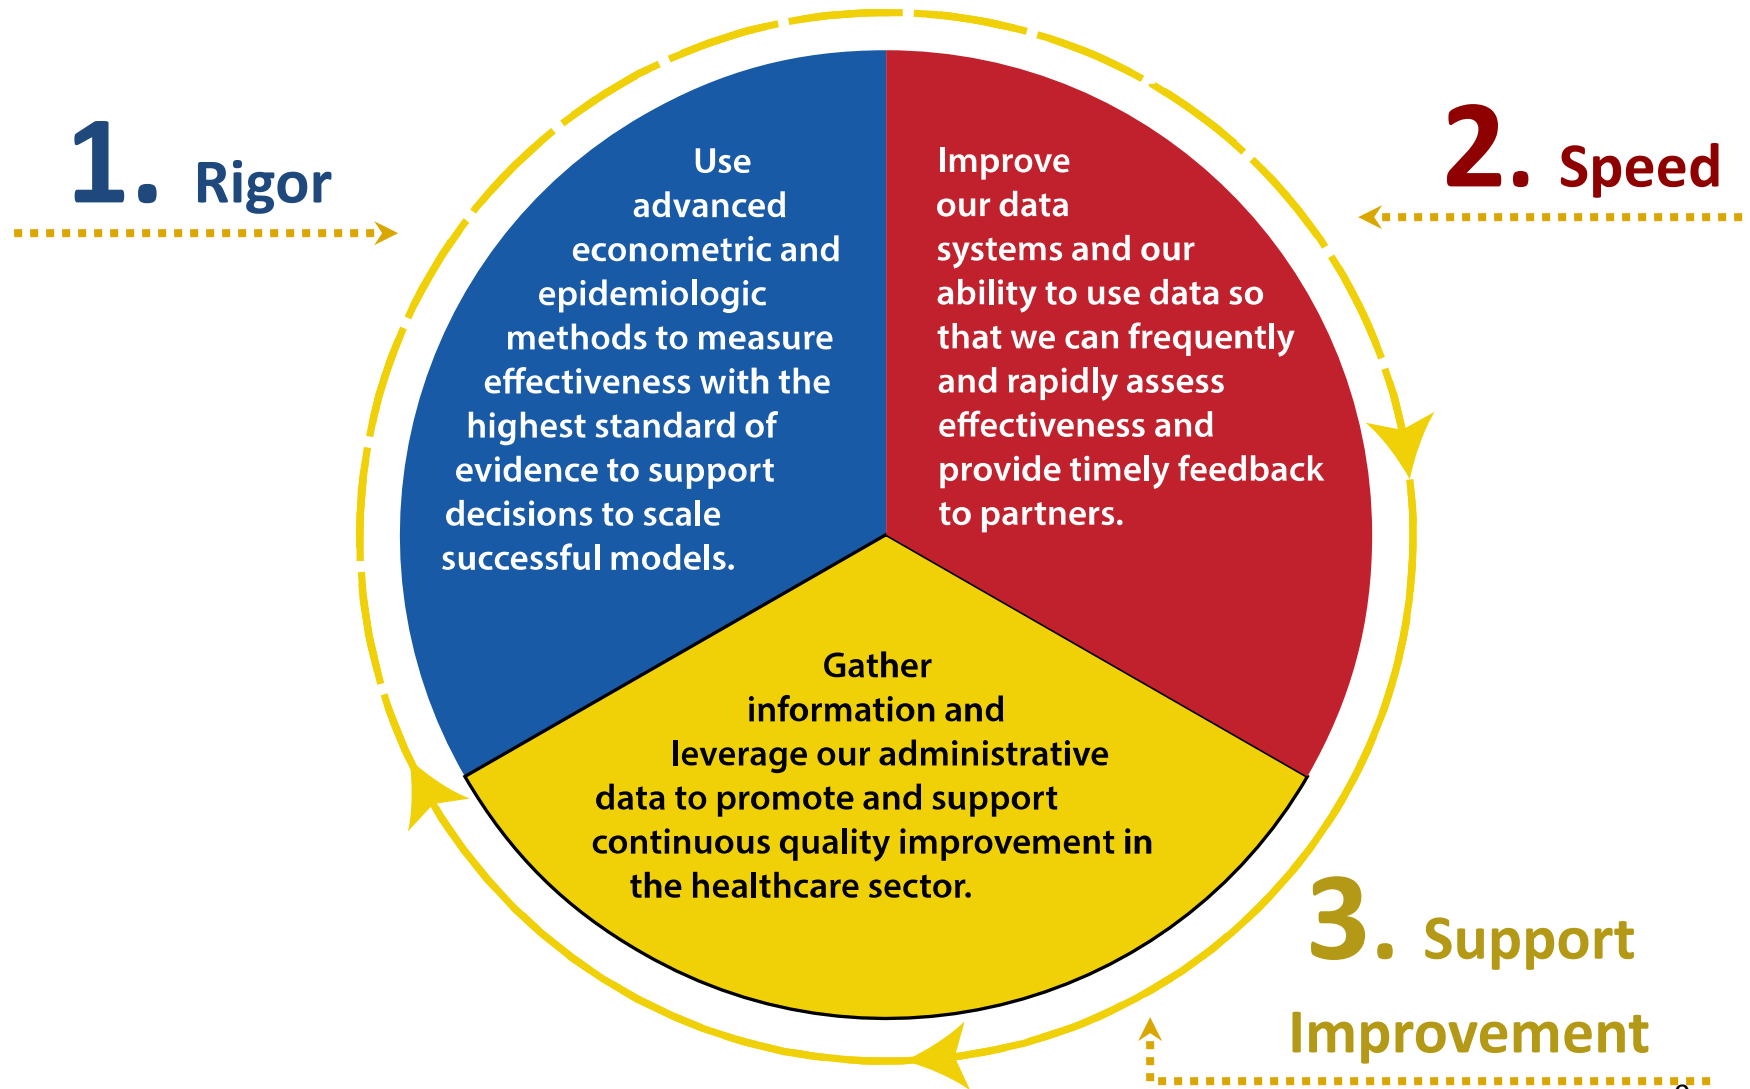 1. Rigor
Use
advanced
econometric and
epidemiologic
methods to measure
effectiveness with the
highest standard of
evidence to support
decisions to scale
successful models.
2. Speed
Improve
our data
systems and our
ability to use data so
that we can frequently
and rapidly assess
effectiveness and
provide timely feedback
to partners.
3. Support
Improvement
Gather
information and
leverage our administrative
data to promote and support
continuous quality improvement in
the healthcare sector.